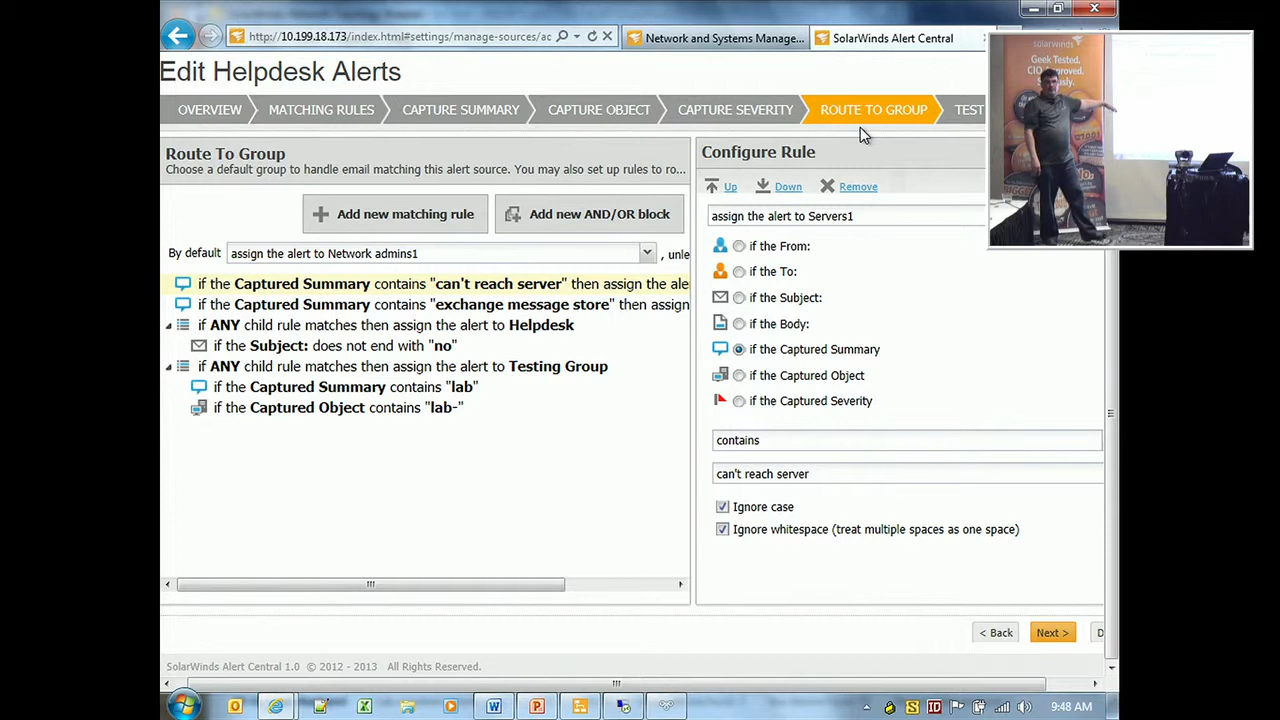 http://10.199.18.173/index.html#settings/manage-sources/ac
Network and Systems Manage...
SolarWinds Alert Central
Edit Helpdesk Alerts
OVERVIEW
MATCHING RULES
CAPTURE SUMMARY
CAPTURE OBJECT
CAPTURE SEVERITY
ROUTE TO GROUP
TEST
Route To Group
Choose a default group to handle email matching this alert source. You may also set up rules to ro...
Add new matching rule
Add new AND/OR block
By default
assign the alert to Network admins1
, unle
if the Captured Summary contains "can't reach server" then assign the ale
if the Captured Summary contains "exchange message store" then assign
if ANY child rule matches then assign the alert to Helpdesk
if the Subject: does not end with "no"
if ANY child rule matches then assign the alert to Testing Group
if the Captured Summary contains "lab"
if the Captured Object contains "lab-"
Configure Rule
Up
Down
Remove
assign the alert to Servers1
if the From:
if the To:
if the Subject:
if the Body:
if the Captured Summary
if the Captured Object
if the Captured Severity
contains
can't reach server
Ignore case
Ignore whitespace (treat multiple spaces as one space)
< Back
Next >
D
SolarWinds Alert Central 1.0 © 2012 - 2013 All Rights Reserved.
9:48 AM
solarwinds
Geek Tested.
CIO Approved.